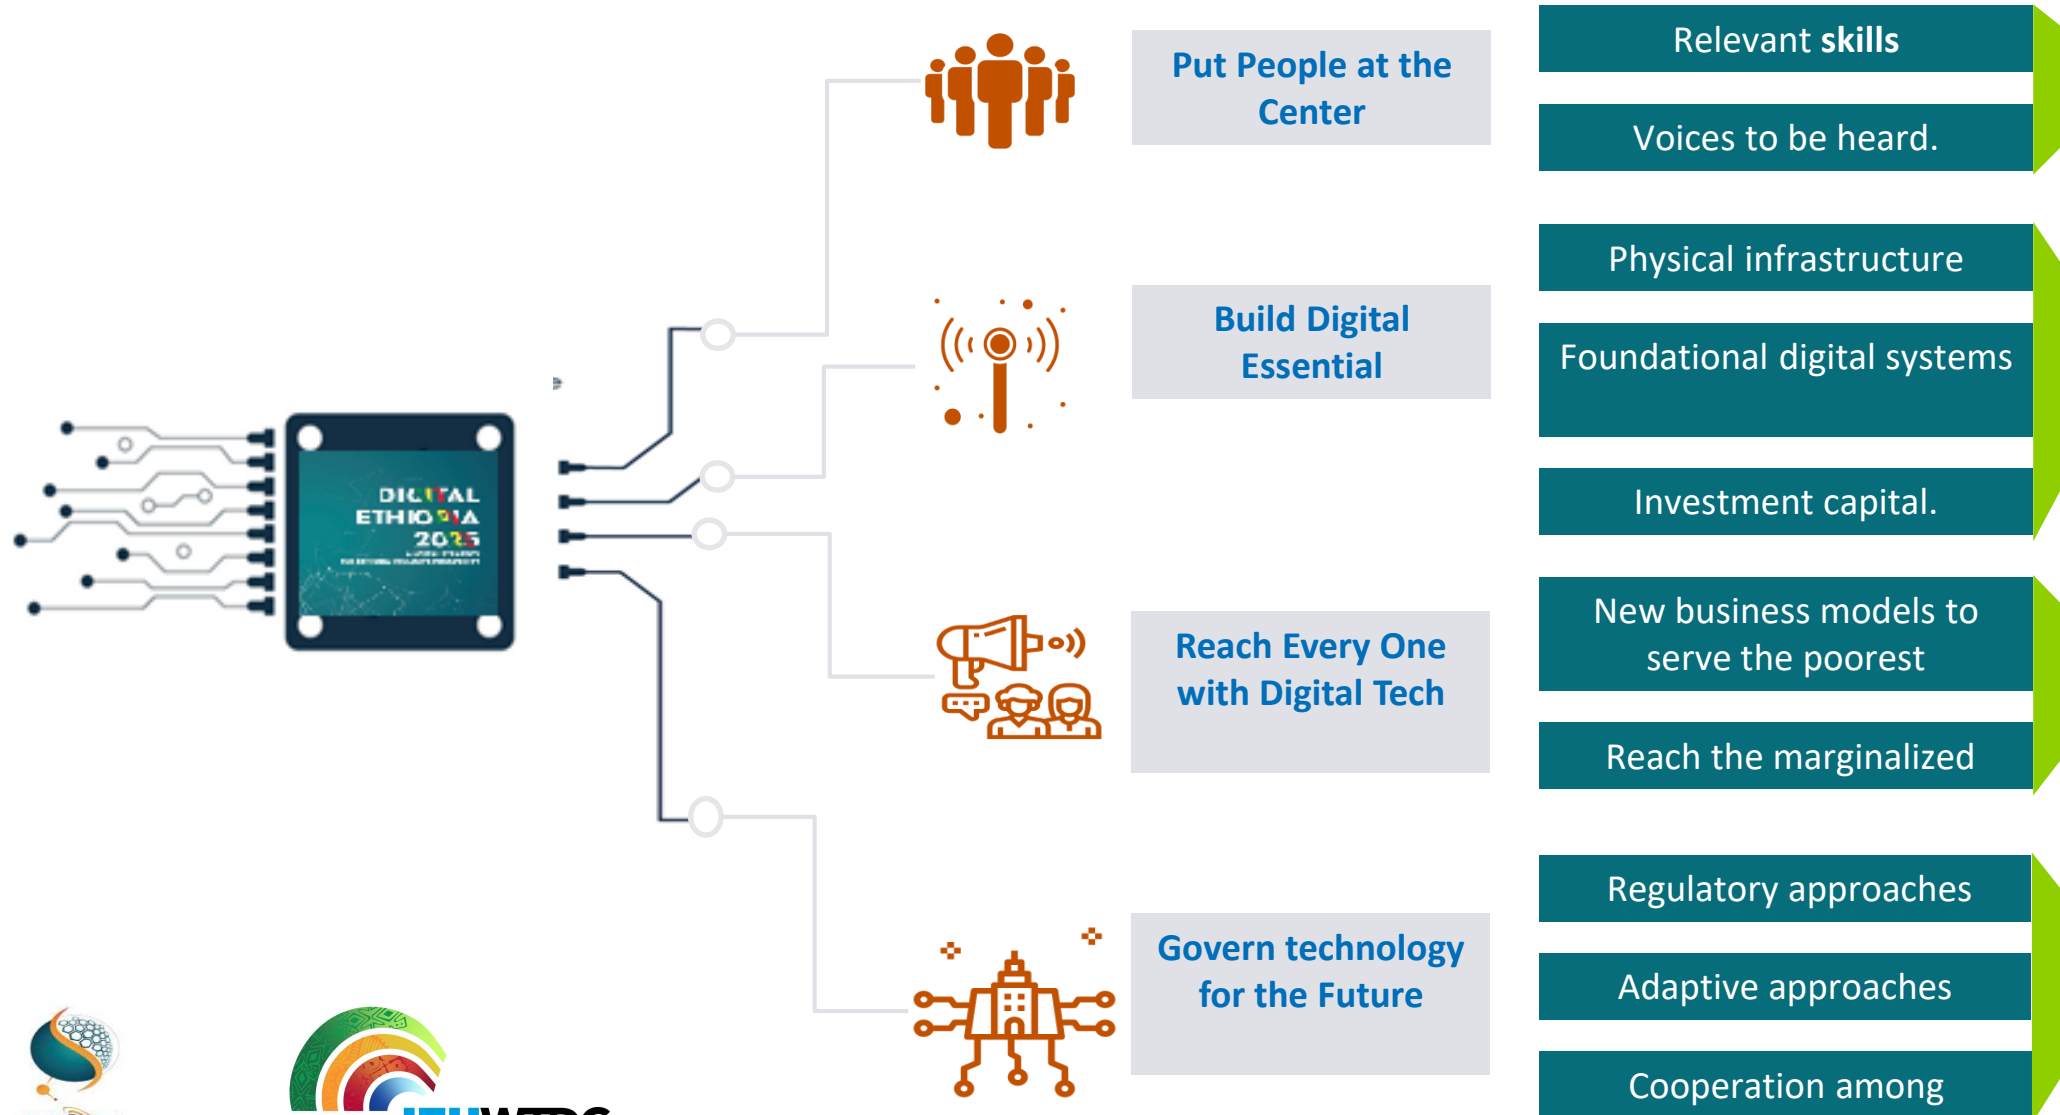 Relevant skills
Put People at the
Center
Voices to be heard.
Physical infrastructure
Build Digital
Essential
Foundational digital systems
Investment capital.
DIGITAL
ETHIOPIA
2025
New business models to
serve the poorest
Reach Every One
with Digital Tech
Reach the marginalized
Regulatory approaches
Govern technology
for the Future
Adaptive approaches
Cooperation among